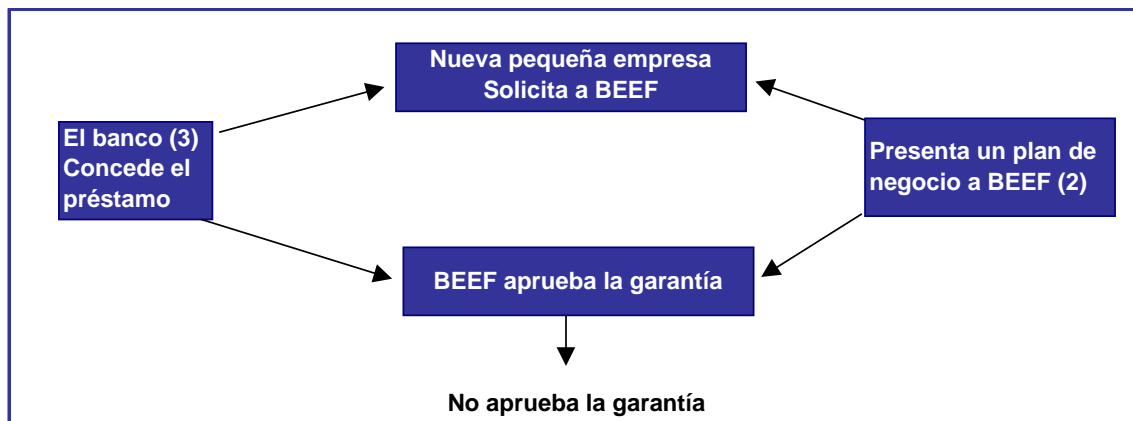 Nueva pequeña empresa
Solicita a BEEF
El banco (3)
Concede el
préstamo
Presenta un plan de
negocio a BEEF (2)
BEEF aprueba la garantía
No aprueba la garantía